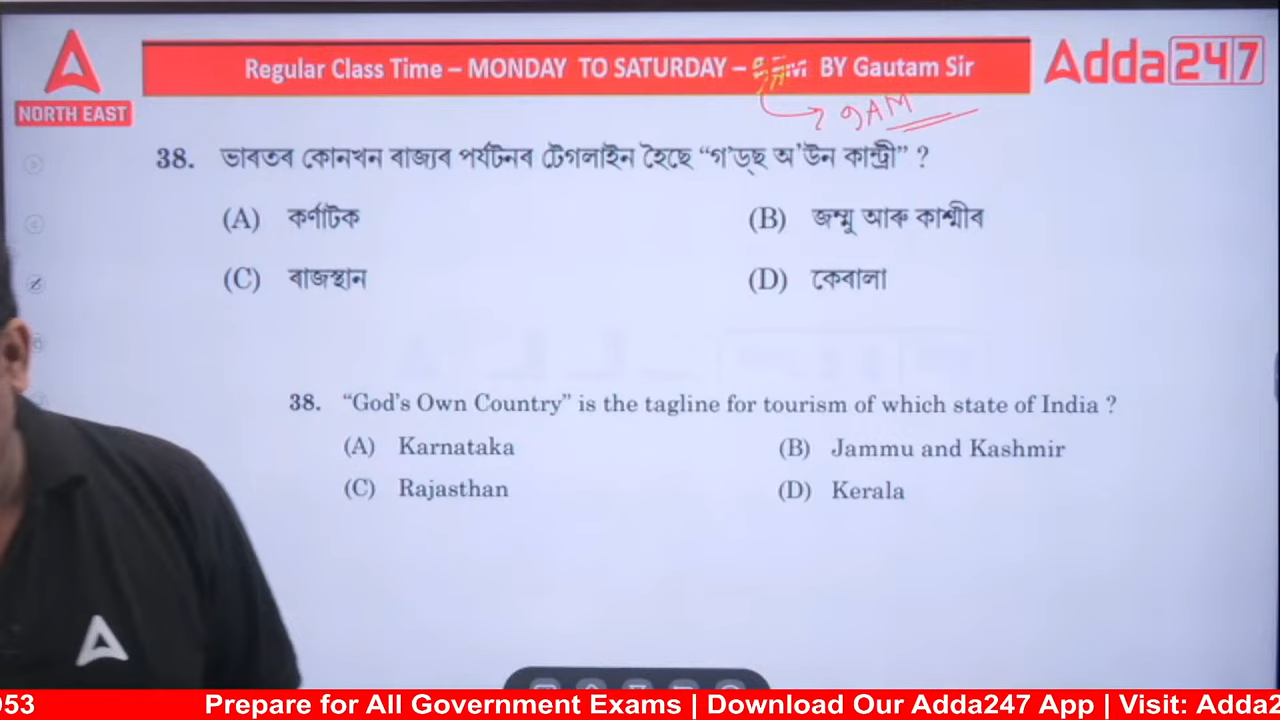 NORTH EAST
Regular Class Time – MONDAY TO SATURDAY – BY Gautam Sir
Adda247
9AM
38. ভাৰতৰ কোনখন ৰাজ্যৰ পৰ্যটনৰ টেগলাইন হৈছে “গ'ড্‌ছ অ'উন কান্ট্ৰী” ?
(A) কৰ্ণাটক
(B) জম্মু আৰু কাশ্মীৰ
(C) ৰাজস্থান
(D) কেৰালা
38. “God's Own Country” is the tagline for tourism of which state of India ?
(A) Karnataka
(B) Jammu and Kashmir
(C) Rajasthan
(D) Kerala
953 Prepare for All Government Exams | Download Our Adda247 App | Visit: Adda2